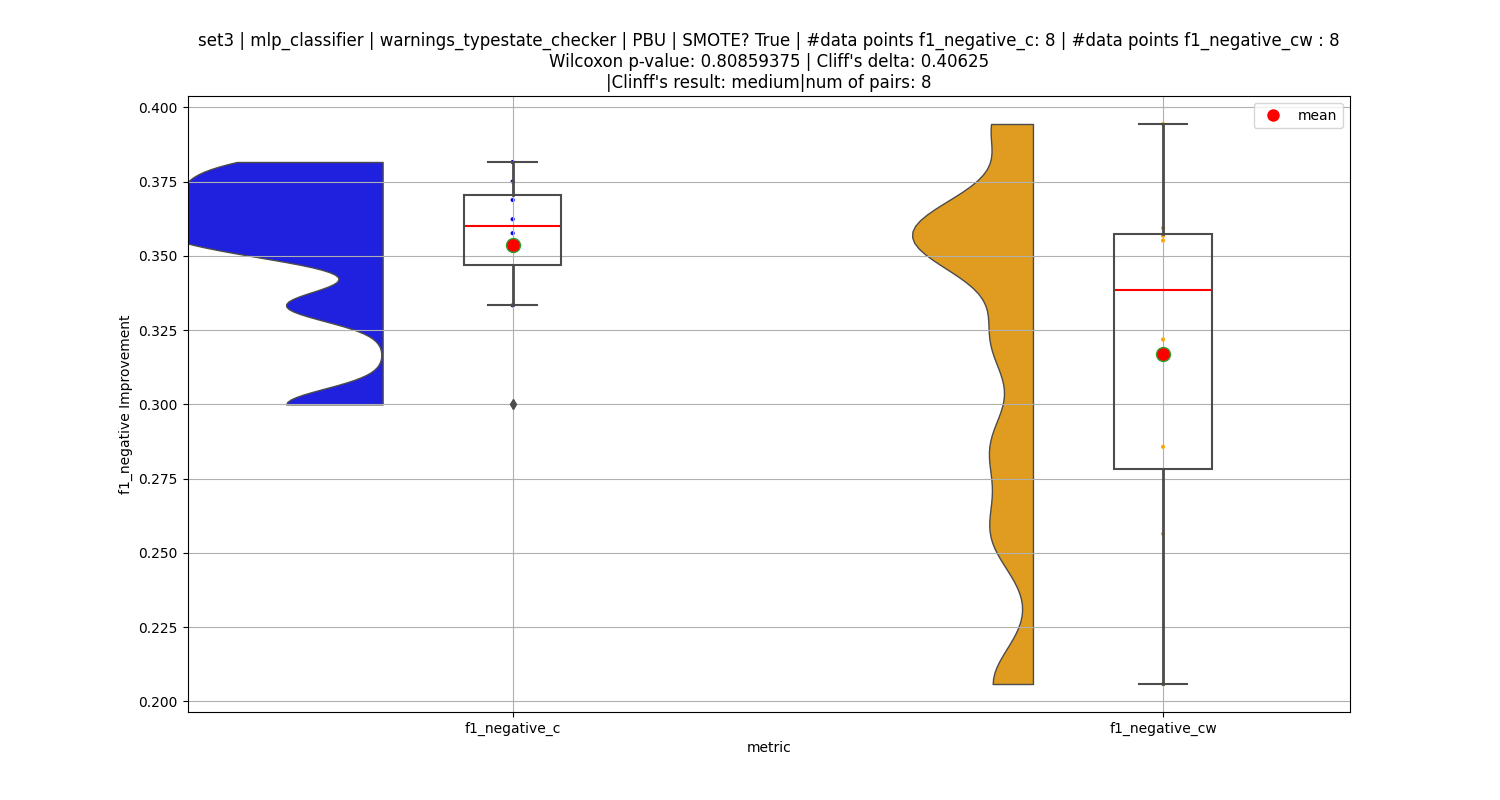 set3 | mlp_classifier | warnings_typestate_checker | PBU | SMOTE? True | #data points f1_negative_c: 8 | #data points f1_negative_cw : 8
Wilcoxon p-value: 0.80859375 | Cliff's delta: 0.40625
|Clinff's result: medium|num of pairs: 8
mean
0.400
0.375
0.350
0.325
0.300
0.275
0.250
0.225
0.200
f1_negative Improvement
f1_negative_c
f1_negative_cw
metric